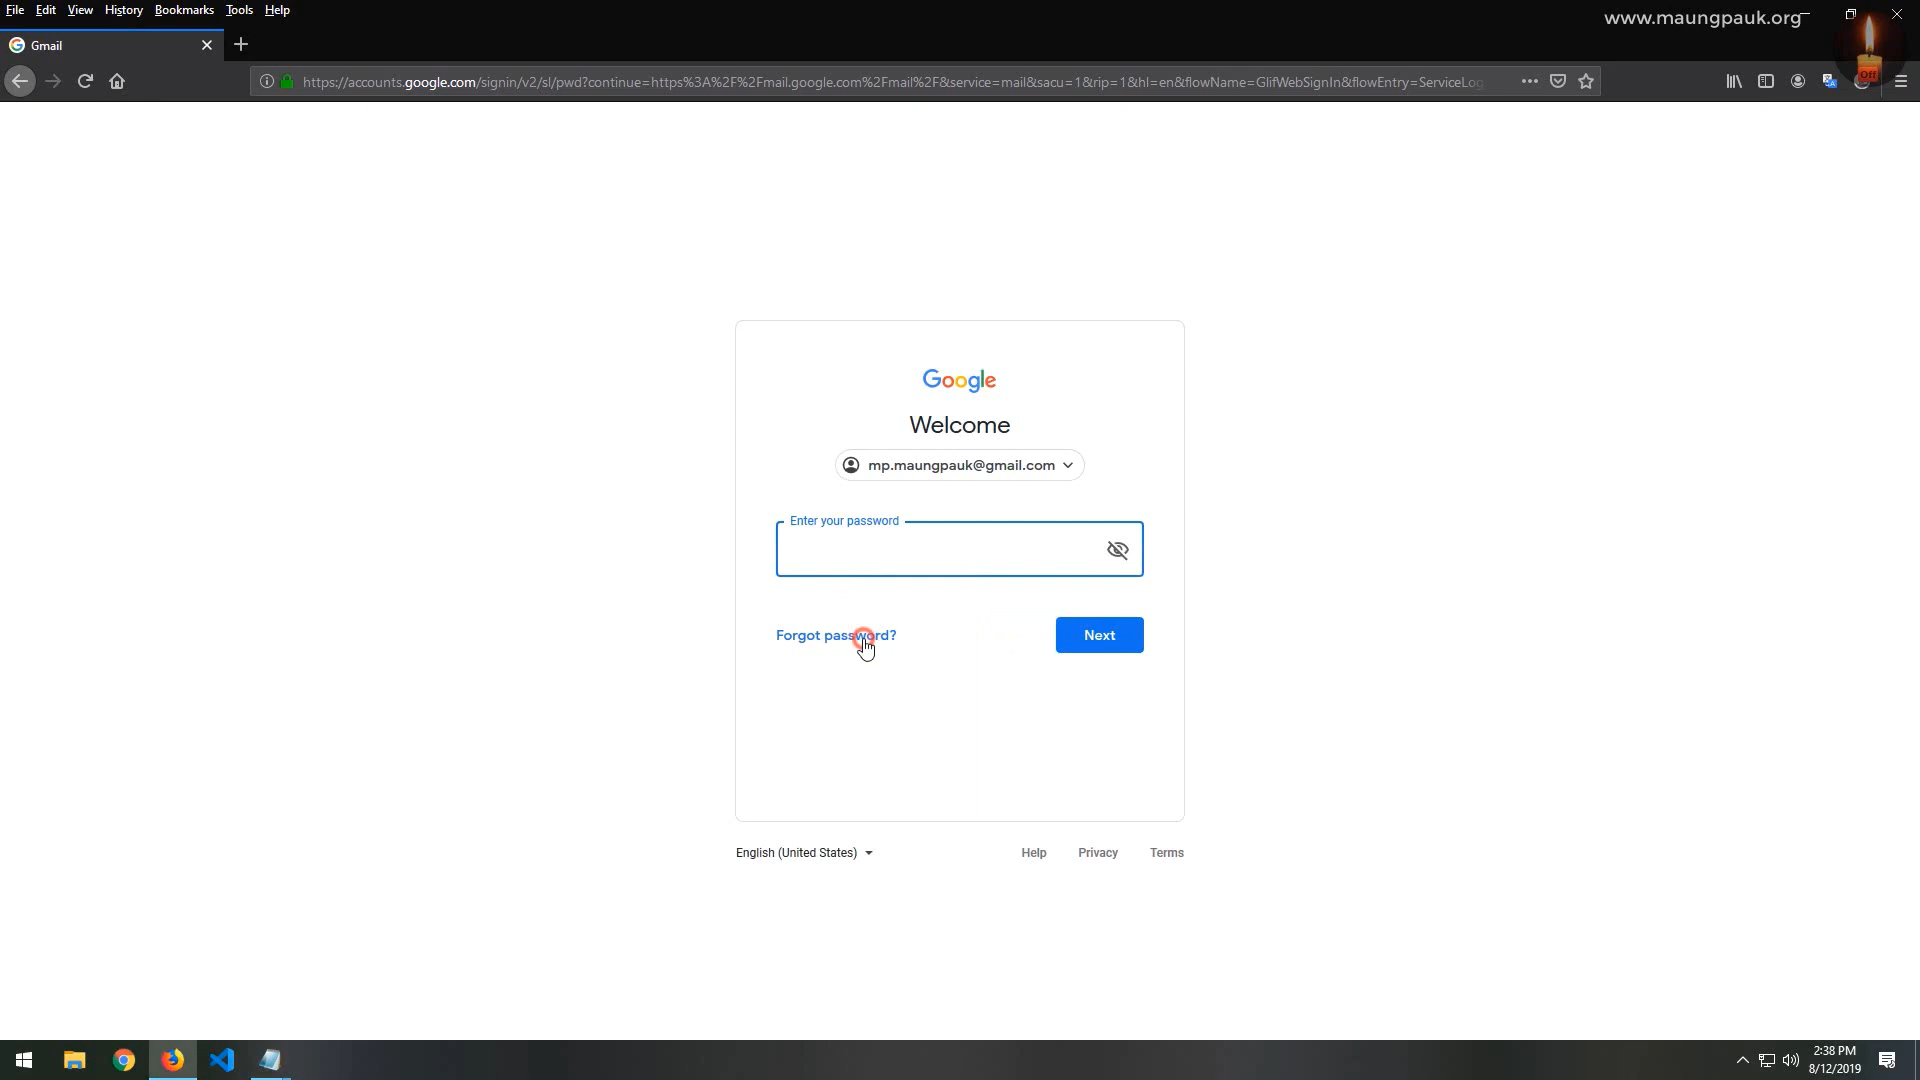 File Edit View History Bookmarks Tools Help
www.maungpauk.org
Gmail
Off
https://accounts.google.com/signin/v2/sl/pwd?continue=https%3A%2F%2Fmail.google.com%2Fmail%2F&service=mail&sacu=1&rip=1&hl=en&flowName=GlifWebSignIn&flowEntry=ServiceLog
Google
Welcome
mp.maungpauk@gmail.com
Enter your password
Forgot password?
Next
English (United States)
Help Privacy Terms
2:38 PM
8/12/2019